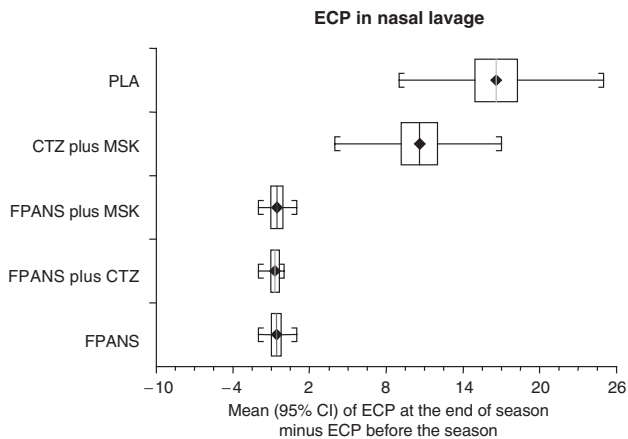 ECP in nasal lavage
PLA
CTZ plus MSK
FPANS plus MSK
FPANS plus CTZ
FPANS
−10 −4 2 8 14 20 26
Mean (95% CI) of ECP at the end of season
minus ECP before the season